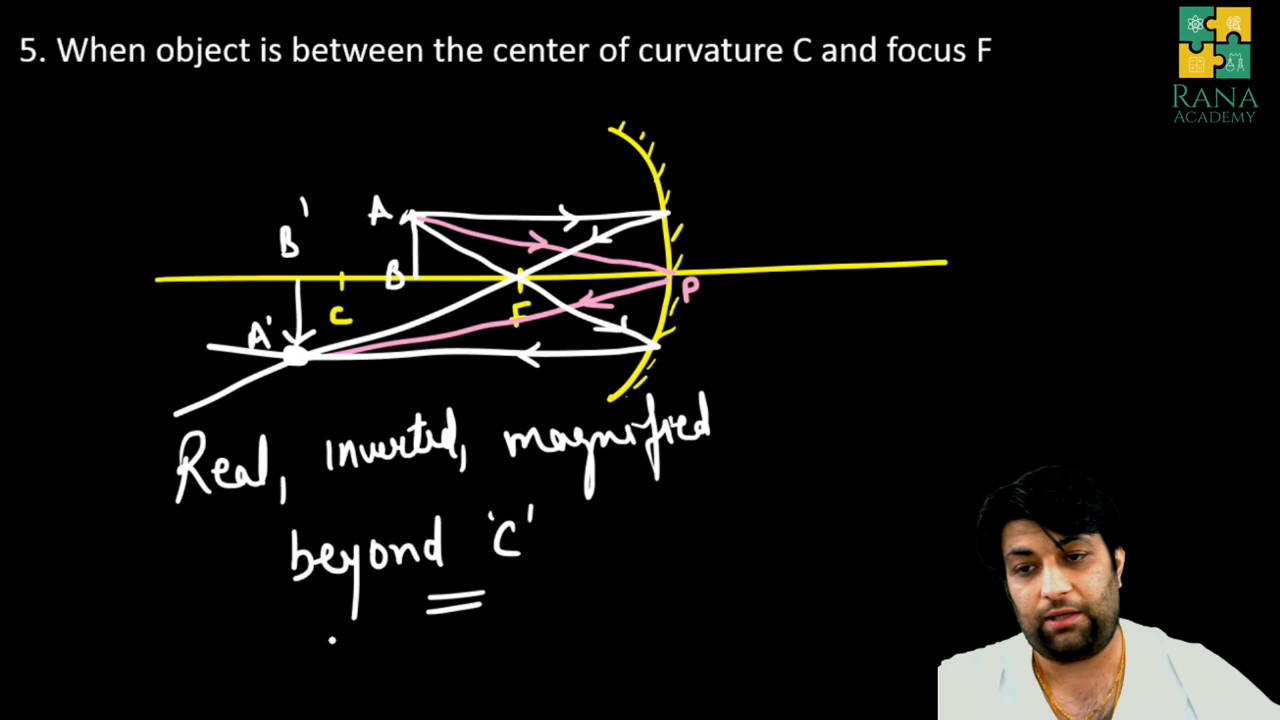 5. When object is between the center of curvature C and focus F
RANA
ACADEMY
A
B'
B
P
C
F
A'
Real, inverted, magnified
beyond 'C'